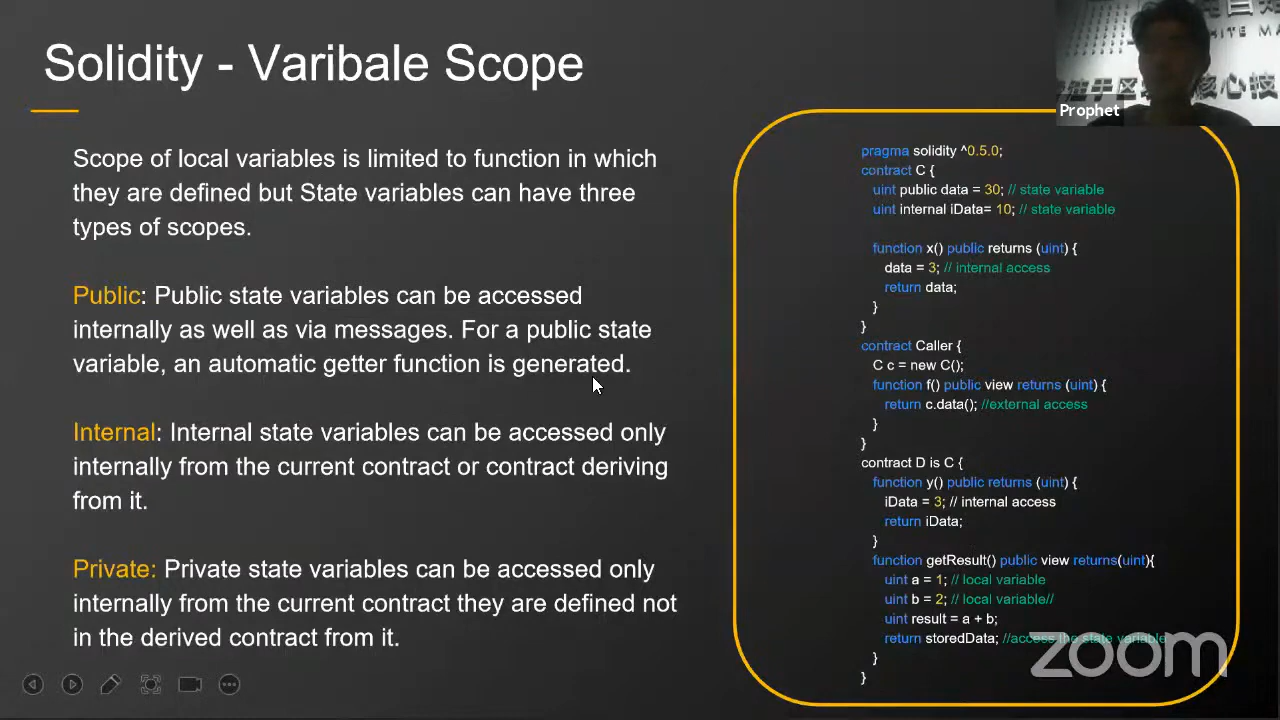 Solidity - Varibale Scope
Scope of local variables is limited to function in which
they are defined but State variables can have three
types of scopes.
Public: Public state variables can be accessed
internally as well as via messages. For a public state
variable, an automatic getter function is generated.
Internal: Internal state variables can be accessed only
internally from the current contract or contract deriving
from it.
Private: Private state variables can be accessed only
internally from the current contract they are defined not
in the derived contract from it.
Prophet
pragma solidity ^0.5.0;
contract C {
uint public data = 30; // state variable
uint internal iData= 10; // state variable
function x() public returns (uint) {
data = 3; // internal access
return data;
}
}
contract Caller {
C c = new C();
function f() public view returns (uint) {
return c.data(); //external access
}
}
contract D is C {
function y() public returns (uint) {
iData = 3; // internal access
return iData;
}
function getResult() public view returns(uint){
uint a = 1; // local variable
uint b = 2; // local variable//
uint result = a + b;
return storedData; //access the state variable
}
}
zoom